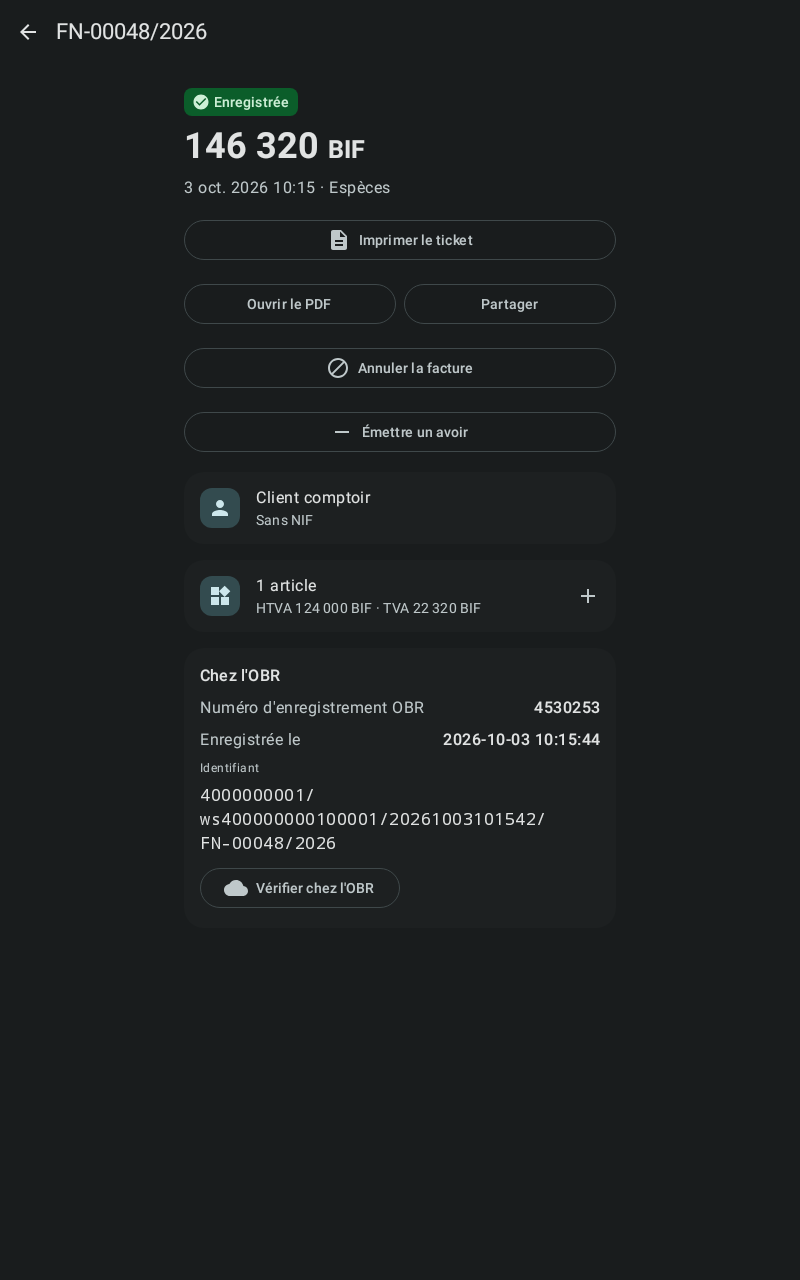 FN-00048/2026
Enregistrée
146 320 BIF
3 oct. 2026 10:15 · Espèces
Imprimer le ticket
Ouvrir le PDF
Partager
Annuler la facture
Émettre un avoir
Client comptoir
Sans NIF
1 article
HTVA 124 000 BIF · TVA 22 320 BIF
Chez l'OBR
Numéro d'enregistrement OBR 4530253
Enregistrée le 2026-10-03 10:15:44
Identifiant
4000000001/
ws400000000100001/20261003101542/
FN-00048/2026
Vérifier chez l'OBR